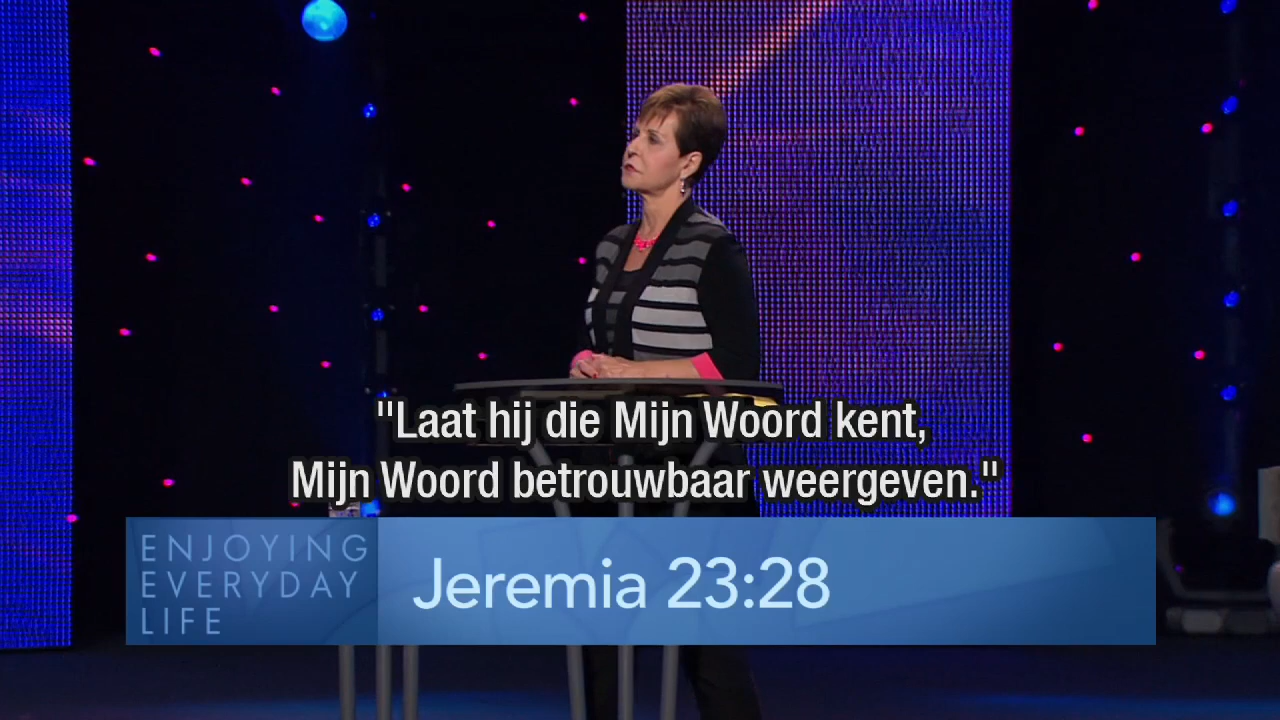 "Laat hij die Mijn Woord kent,
Mijn Woord betrouwbaar weergeven."
ENJOYING
EVERYDAY
LIFE
Jeremia 23:28